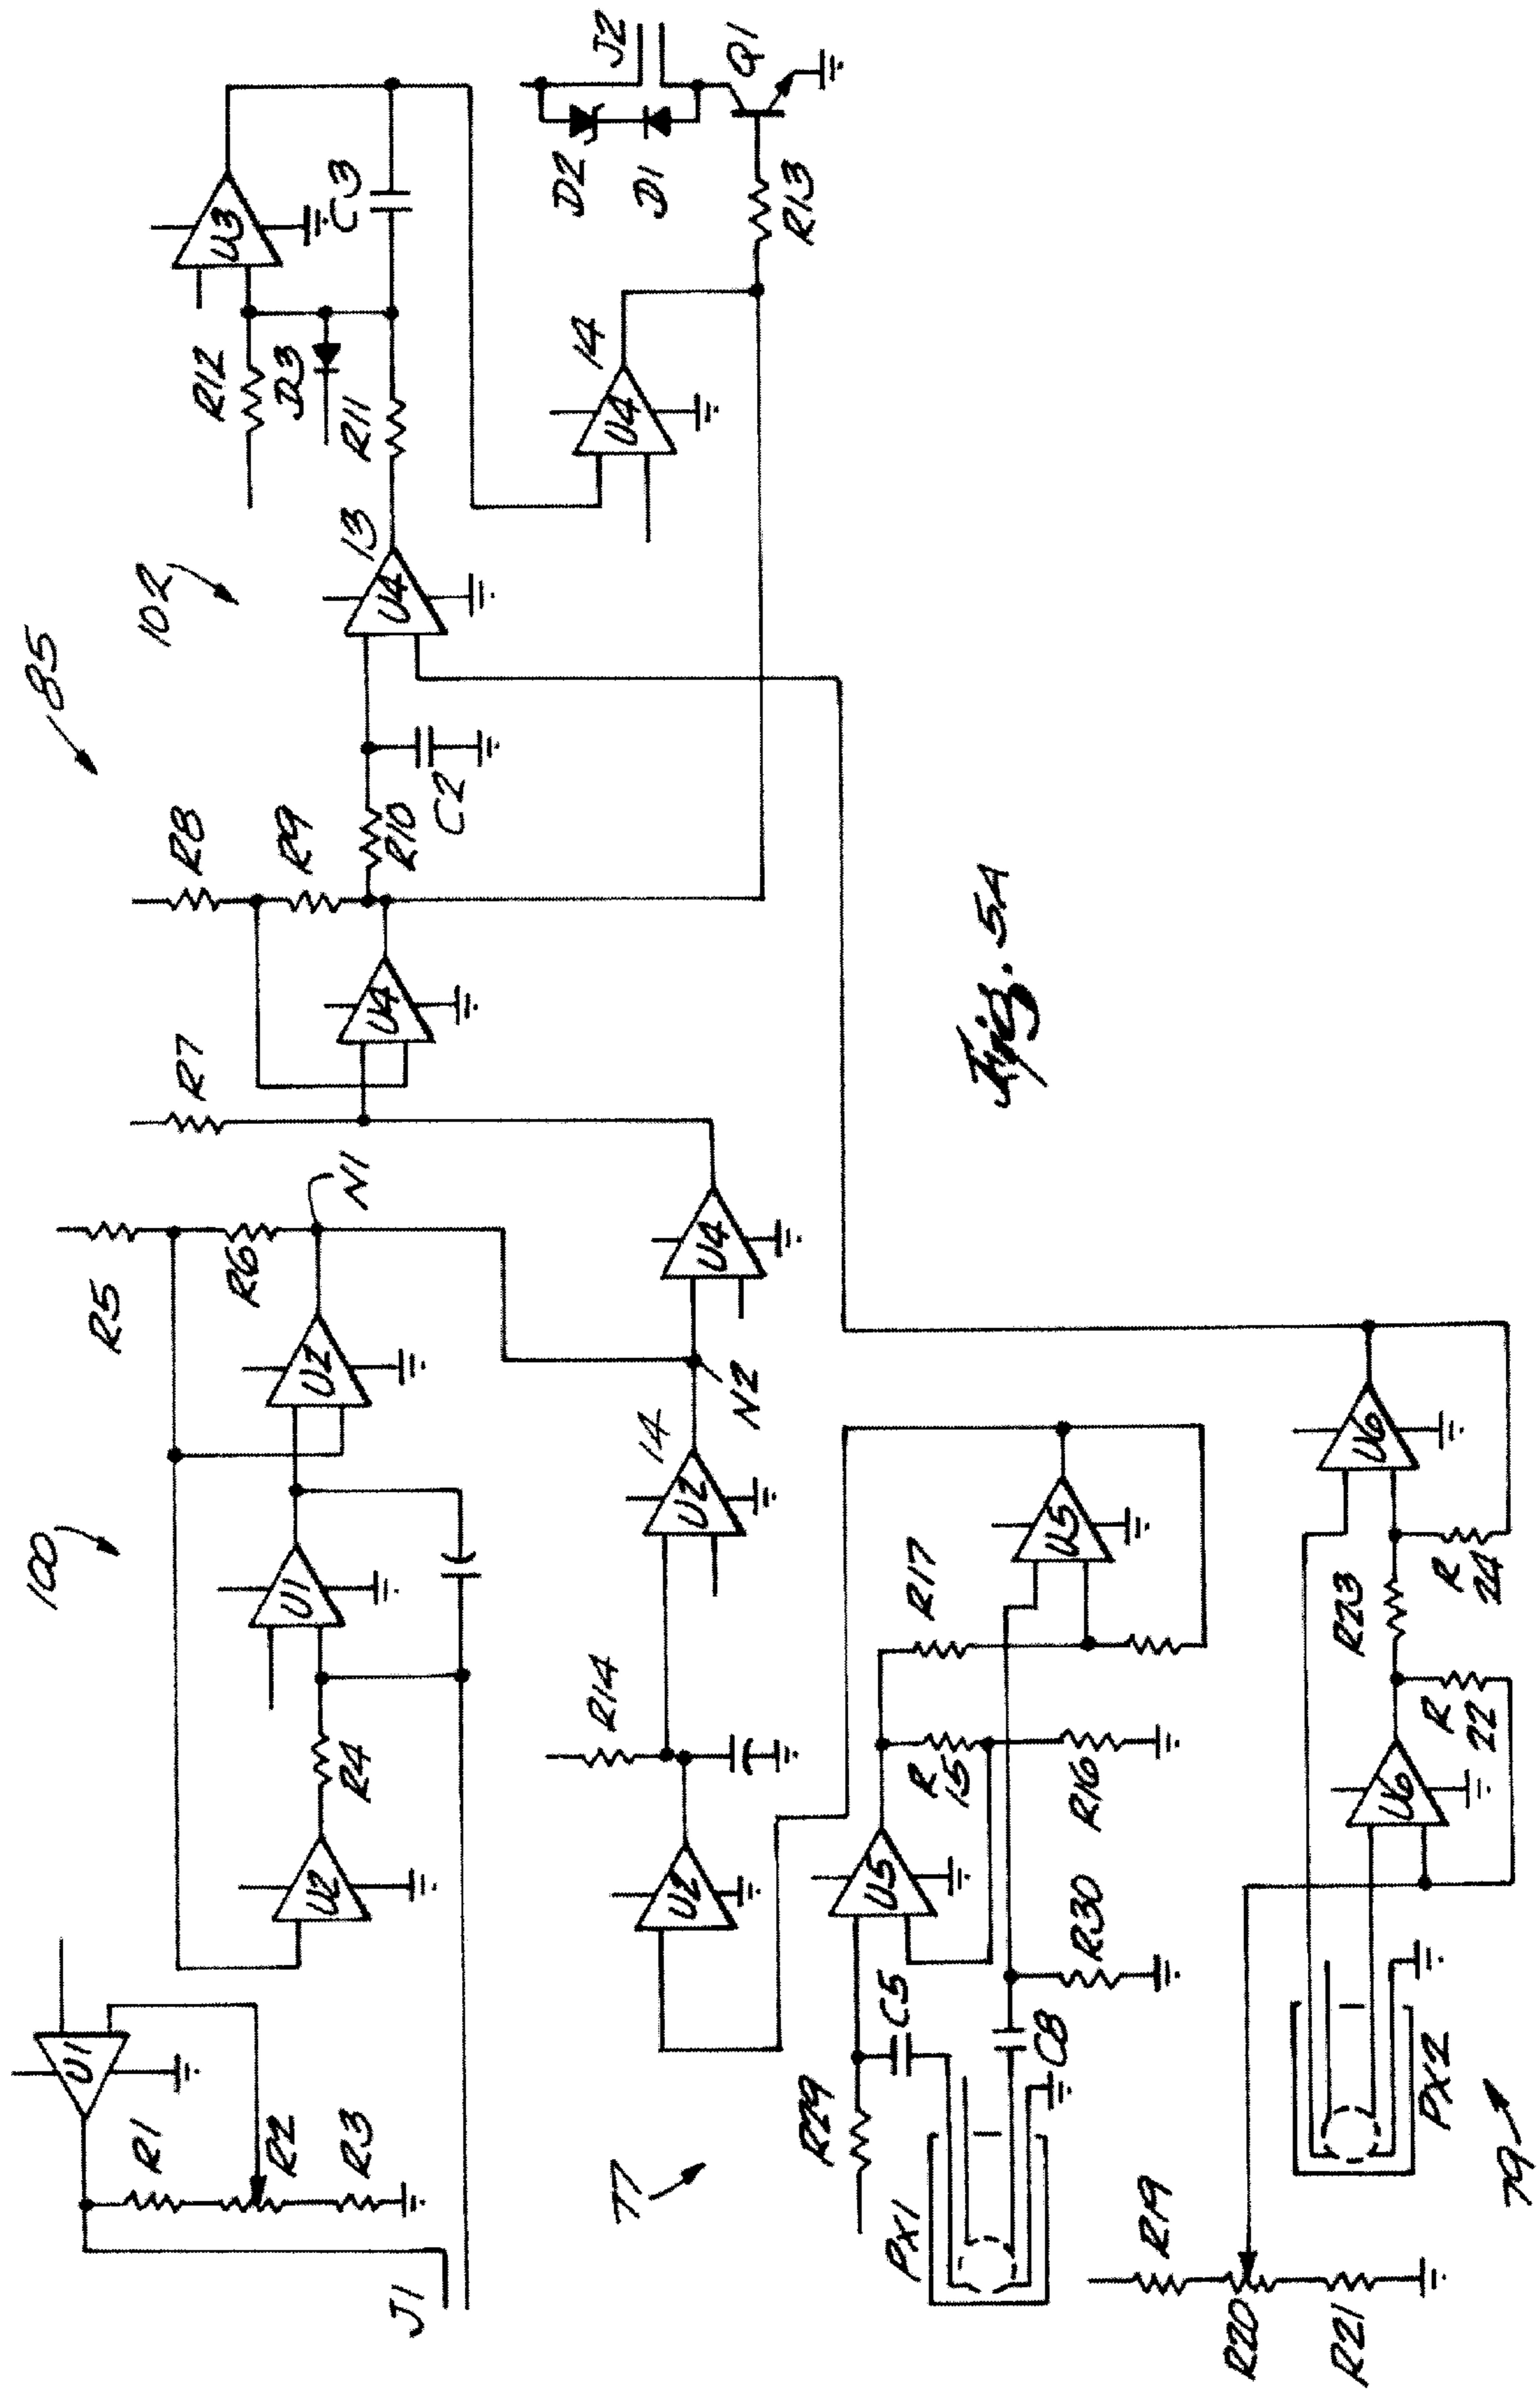 85
100
102
R5
R7
R8
R12
U3
R6
R9
D3
C3
U1
U2
U1
U2
N1
U4
R10
C2
U4
13
R11
R1
R2
R3
R4
J1
U4
14
D2
J2
D1
Q1
R13
R14
U2
U2
14
N2
U4
77
R29
C5
U5
R
15
R17
U5
PX1
C8
R30
R16
Fig. 5A
R19
R20
R21
PX2
79
U6
R
22
R23
U6
R
24